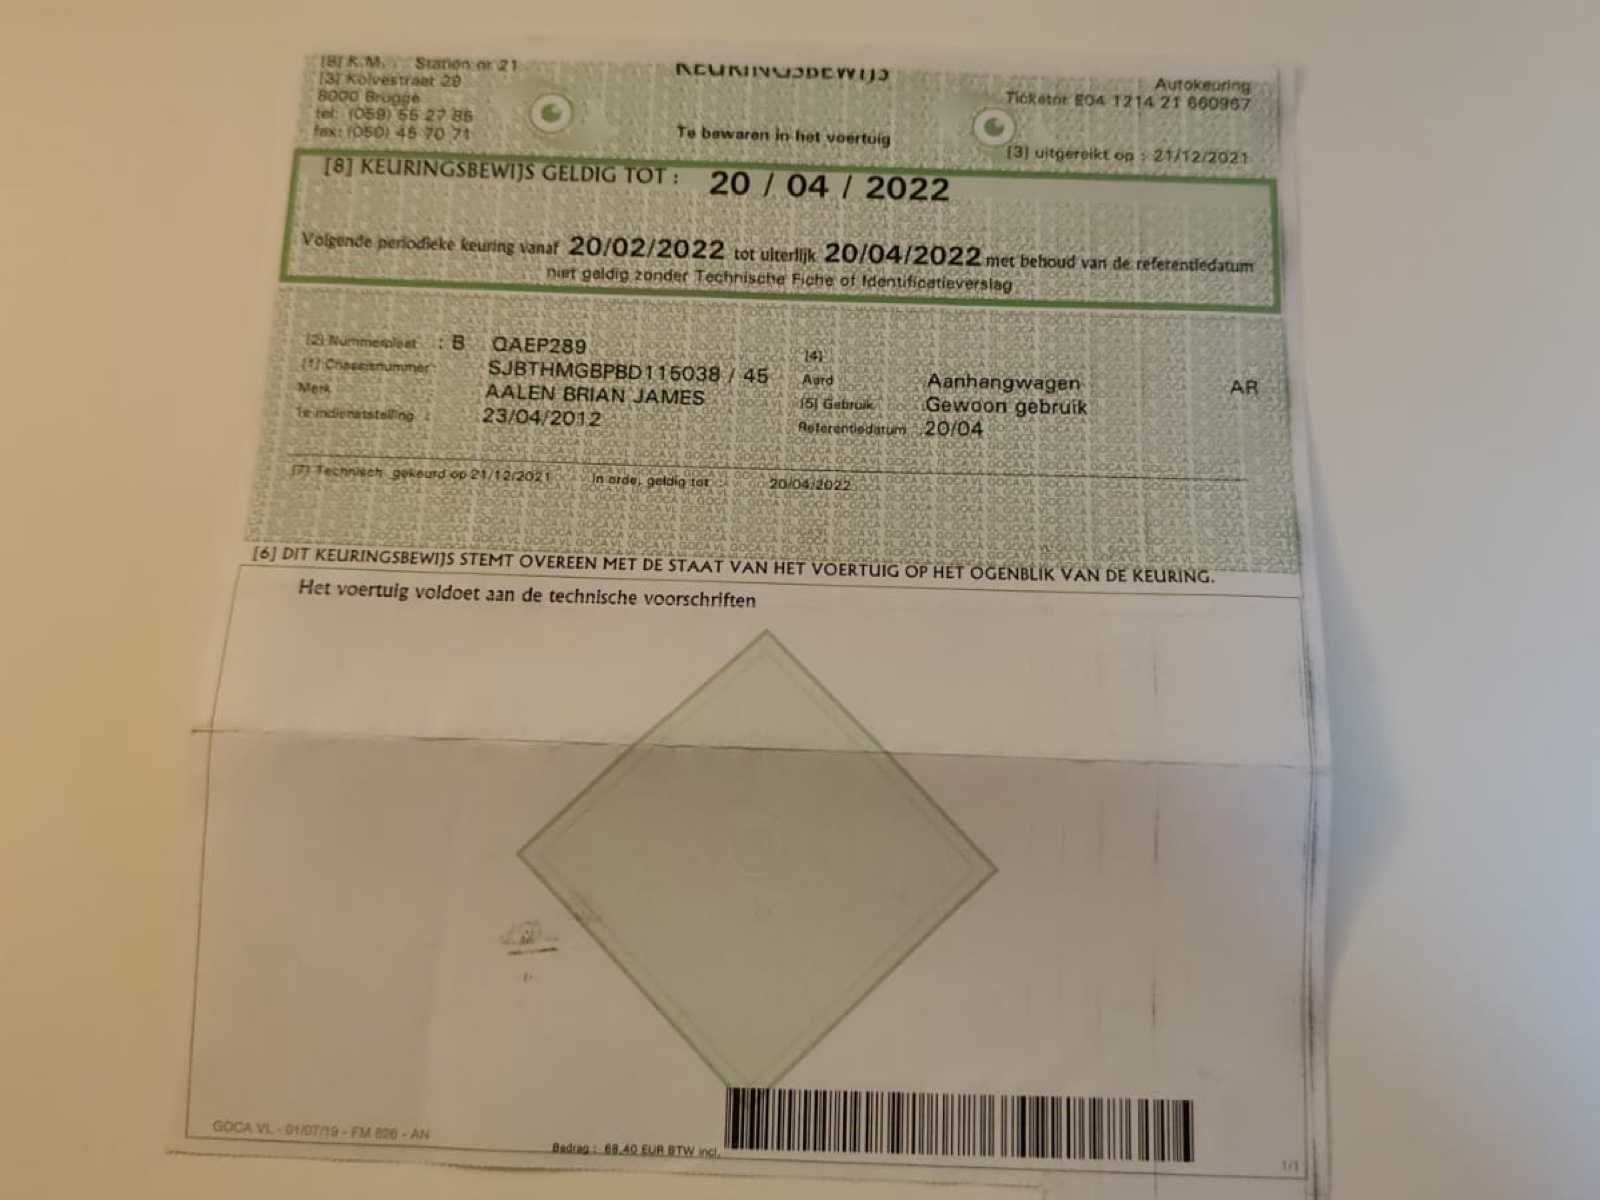 [8] K.M. Station nr 21
[3] Kolvestraat 29
8000 Brugge
tel: (059) 55 27 85
fax: (050) 45 70 71
KEURINGSBEWIJS
Te bewaren in het voertuig
Autokeuring
Ticketnr E04 1214 21 660967
[3] uitgereikt op : 21/12/2021
[8] KEURINGSBEWIJS GELDIG TOT : 20 / 04 / 2022
Volgende periodieke keuring vanaf 20/02/2022 tot uiterlijk 20/04/2022 met behoud van de referentiedatum
niet geldig zonder Technische Fiche of Identificatieverslag
[2] Nummerplaat : B QAEP289
[1] Chassisnummer: SJBTHMGBPBD115038 / 45
Merk AALEN BRIAN JAMES
1e indienststelling : 23/04/2012
[4]
Aard Aanhangwagen AR
[5] Gebruik Gewoon gebruik
Referentiedatum : 20/04
[7] Technisch gekeurd op 21/12/2021 In orde, geldig tot 20/04/2022
[6] DIT KEURINGSBEWIJS STEMT OVEREEN MET DE STAAT VAN HET VOERTUIG OP HET OGENBLIK VAN DE KEURING.
Het voertuig voldoet aan de technische voorschriften
GOCA VL - 01/07/19 - FM 826 - AN
Bedrag : 68,40 EUR BTW incl.
1/1